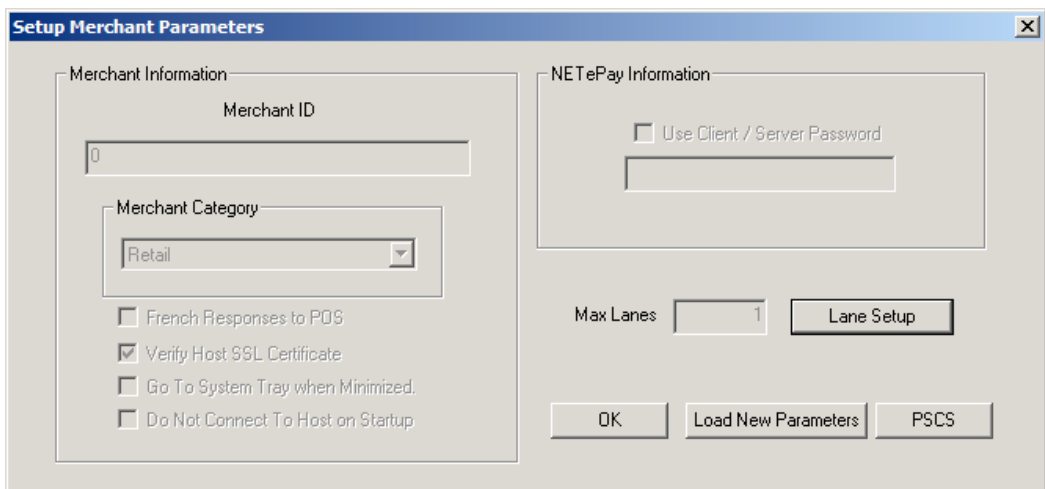 Setup Merchant Parameters
Merchant Information
Merchant ID
0
Merchant Category
Retail
French Responses to POS
Verify Host SSL Certificate
Go To System Tray when Minimized.
Do Not Connect To Host on Startup
NETePay Information
Use Client / Server Password
Max Lanes 1 Lane Setup
OK Load New Parameters PSCS